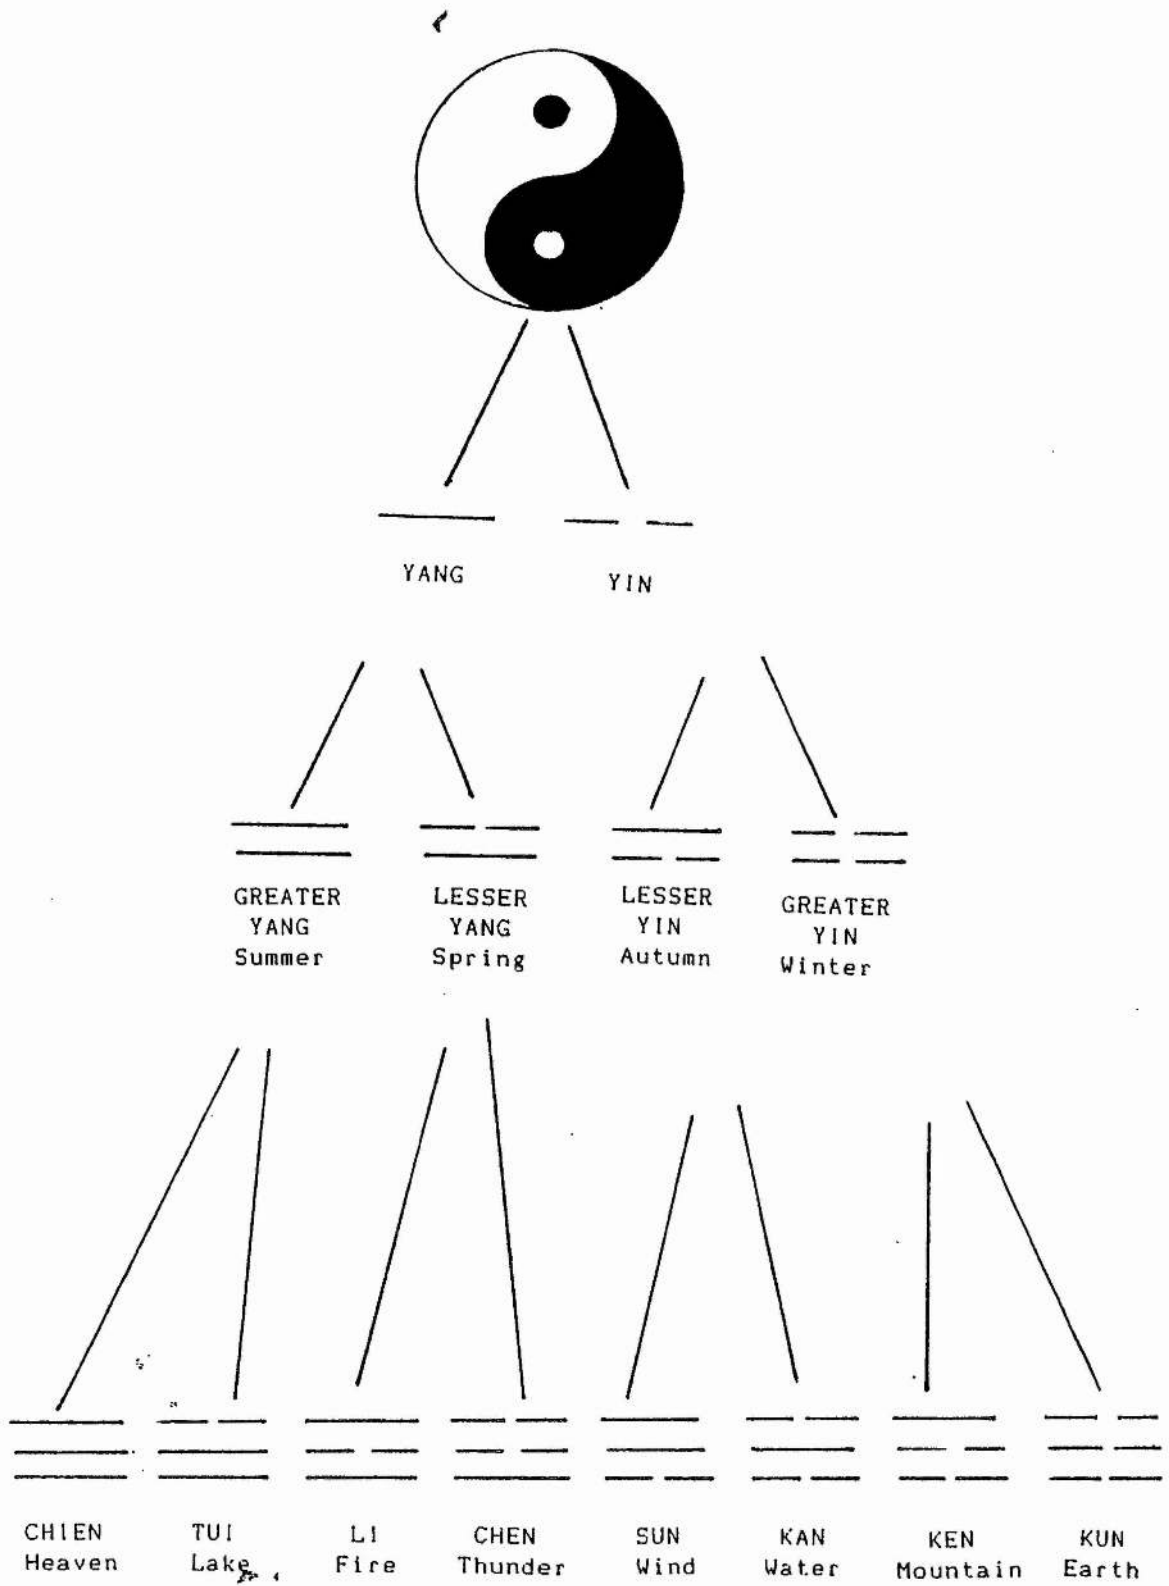 YANG
YIN
GREATER
YANG
Summer
LESSER
YANG
Spring
LESSER
YIN
Autumn
GREATER
YIN
Winter
CHIEN
Heaven
TUI
Lake
LI
Fire
CHEN
Thunder
SUN
Wind
KAN
Water
KEN
Mountain
KUN
Earth